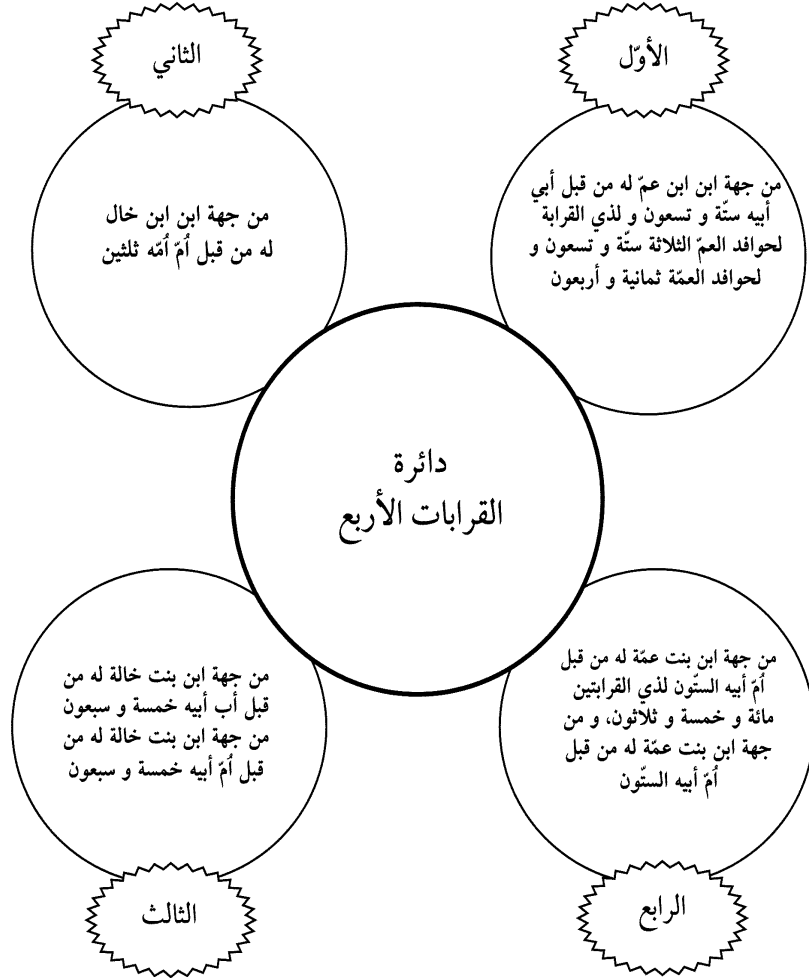 الأوّل
من جهة ابن ابن عمّ له من قبل أبي
أبيه ستّة و تسعون و لذي القرابة
لحوافد العمّ الثلاثة ستّة و تسعون و
لحوافد العمّة ثمانية و أربعون
الثاني
من جهة ابن ابن خال
له من قبل اُمّ اُمّه ثلثين
دائرة
القرابات الأربع
من جهة ابن بنت خالة له من
قبل أب أبيه خمسة و سبعون
من جهة ابن بنت خالة له من
قبل اُمّ أبيه خمسة و سبعون
الثالث
من جهة ابن بنت عمّة له من قبل
اُمّ أبيه الستّون لذي القرابتين
مائة و خمسة و ثلاثون، و من
جهة ابن بنت عمّة له من قبل
اُمّ أبيه الستّون
الرابع